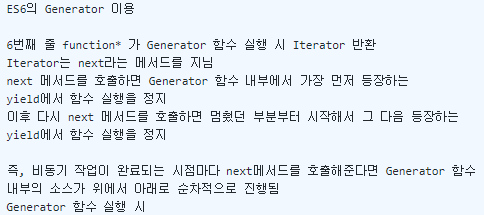 ES6의 Generator 이용
6번째 줄 function* 가 Generator 함수 실행 시 Iterator 반환
Iterator는 next라는 메서드를 지님
next 메서드를 호출하면 Generator 함수 내부에서 가장 먼저 등장하는
yield에서 함수 실행을 정지
이후 다시 next 메서드를 호출하면 멈췄던 부분부터 시작해서 그 다음 등장하는
yield에서 함수 실행을 정지
즉, 비동기 작업이 완료되는 시점마다 next메서드를 호출해준다면 Generator 함수
내부의 소스가 위에서 아래로 순차적으로 진행됨
Generator 함수 실행 시